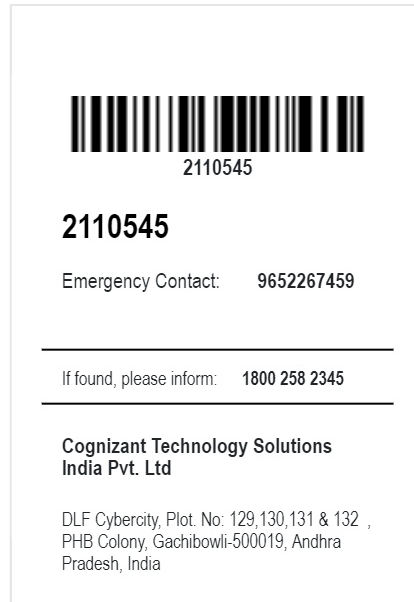 2110545
2110545
Emergency Contact: 9652267459
If found, please inform: 1800 258 2345
Cognizant Technology Solutions
India Pvt. Ltd
DLF Cybercity, Plot. No: 129,130,131 & 132 ,
PHB Colony, Gachibowli-500019, Andhra
Pradesh, India